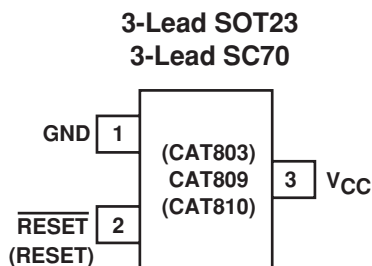 3-Lead SOT23
3-Lead SC70
GND 1
(CAT803)
CAT809
(CAT810)
3 VCC
RESET 2
(RESET)